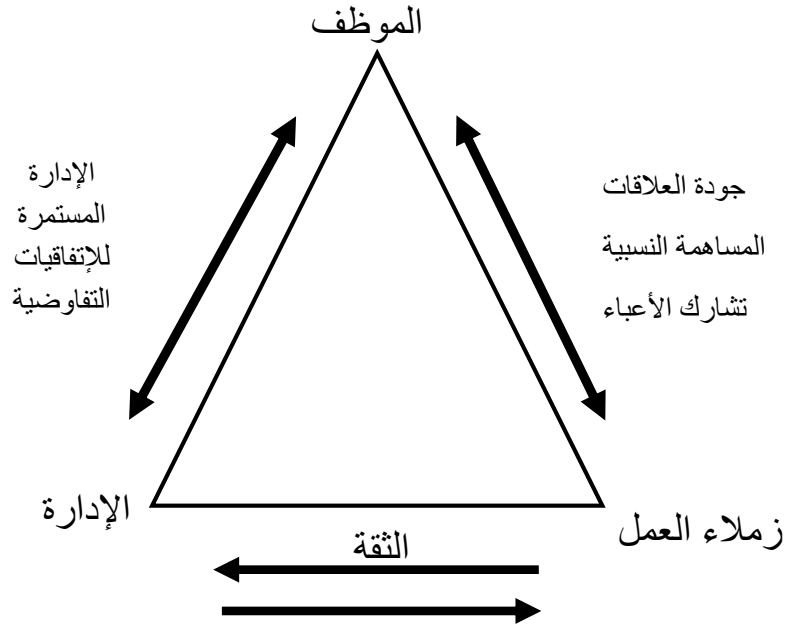 الموظف
جودة العلاقات
المساهمة النسبية
تشارك الأعباء
الإدارة
المستمرة
للإتفاقيات
التفاوضية
زملاء العمل
الإدارة
الثقة